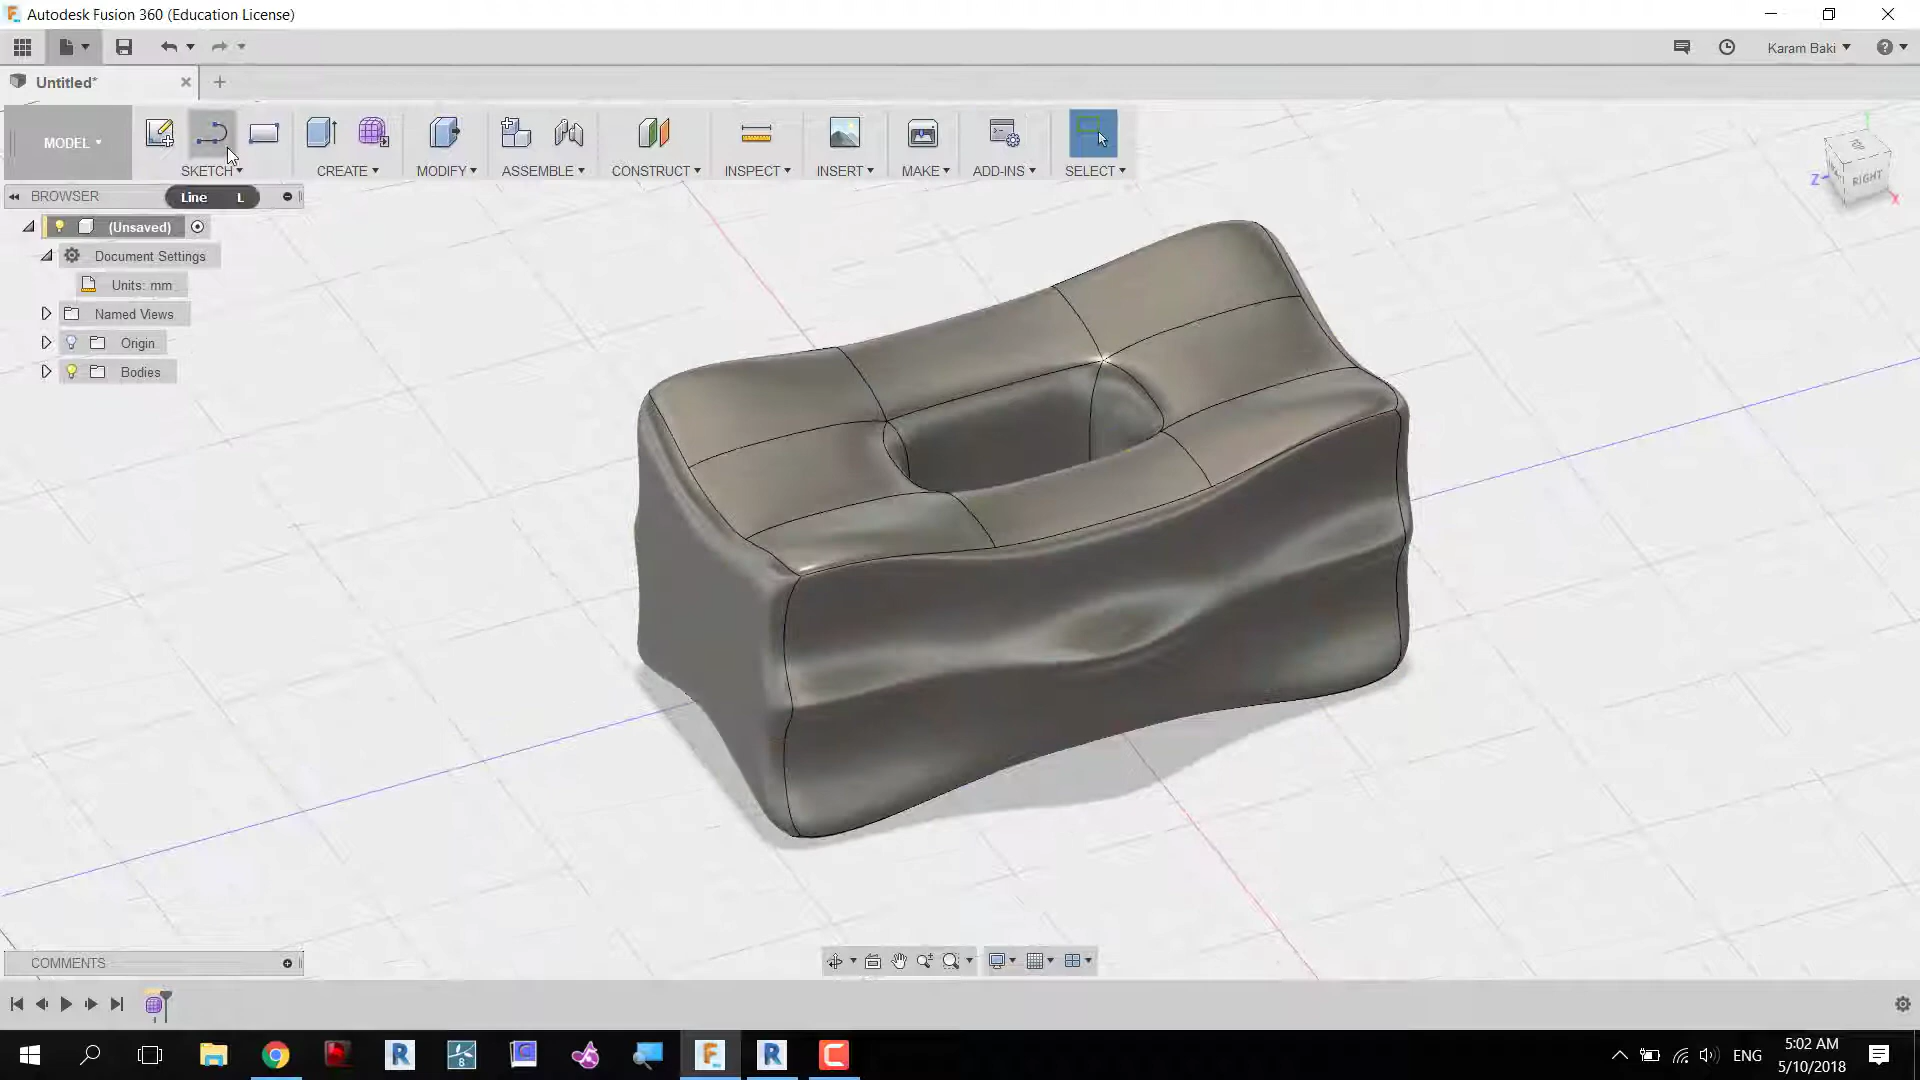 Autodesk Fusion 360 (Education License)
Karam Baki
Untitled*
MODEL
SKETCH
CREATE
MODIFY
ASSEMBLE
CONSTRUCT
INSPECT
INSERT
MAKE
ADD-INS
SELECT
BROWSER
Line L
(Unsaved)
Document Settings
Units: mm
Named Views
Origin
Bodies
TOP
RIGHT
Z
X
COMMENTS
ENG
5:02 AM
5/10/2018